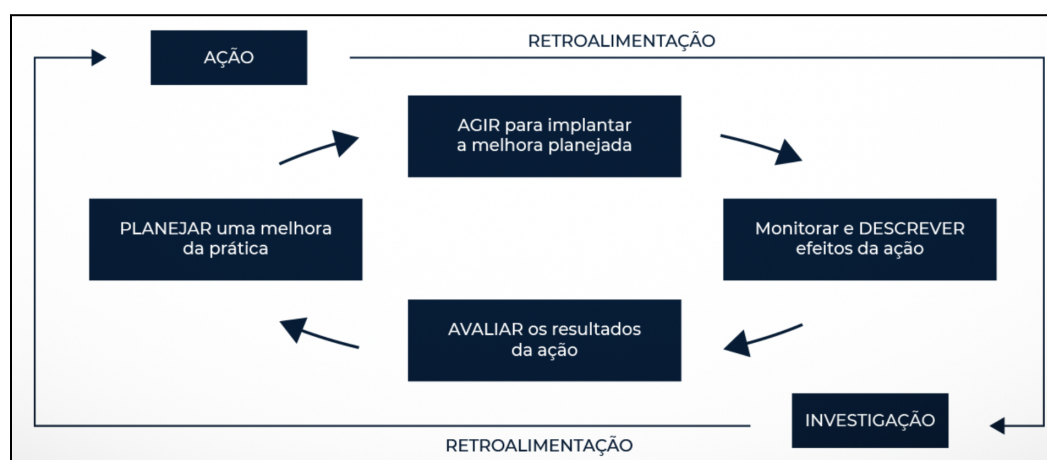 RETROALIMENTAÇÃO
AÇÃO
AGIR para implantar
a melhora planejada
PLANEJAR uma melhora
da prática
Monitorar e DESCREVER
efeitos da ação
AVALIAR os resultados
da ação
INVESTIGAÇÃO
RETROALIMENTAÇÃO